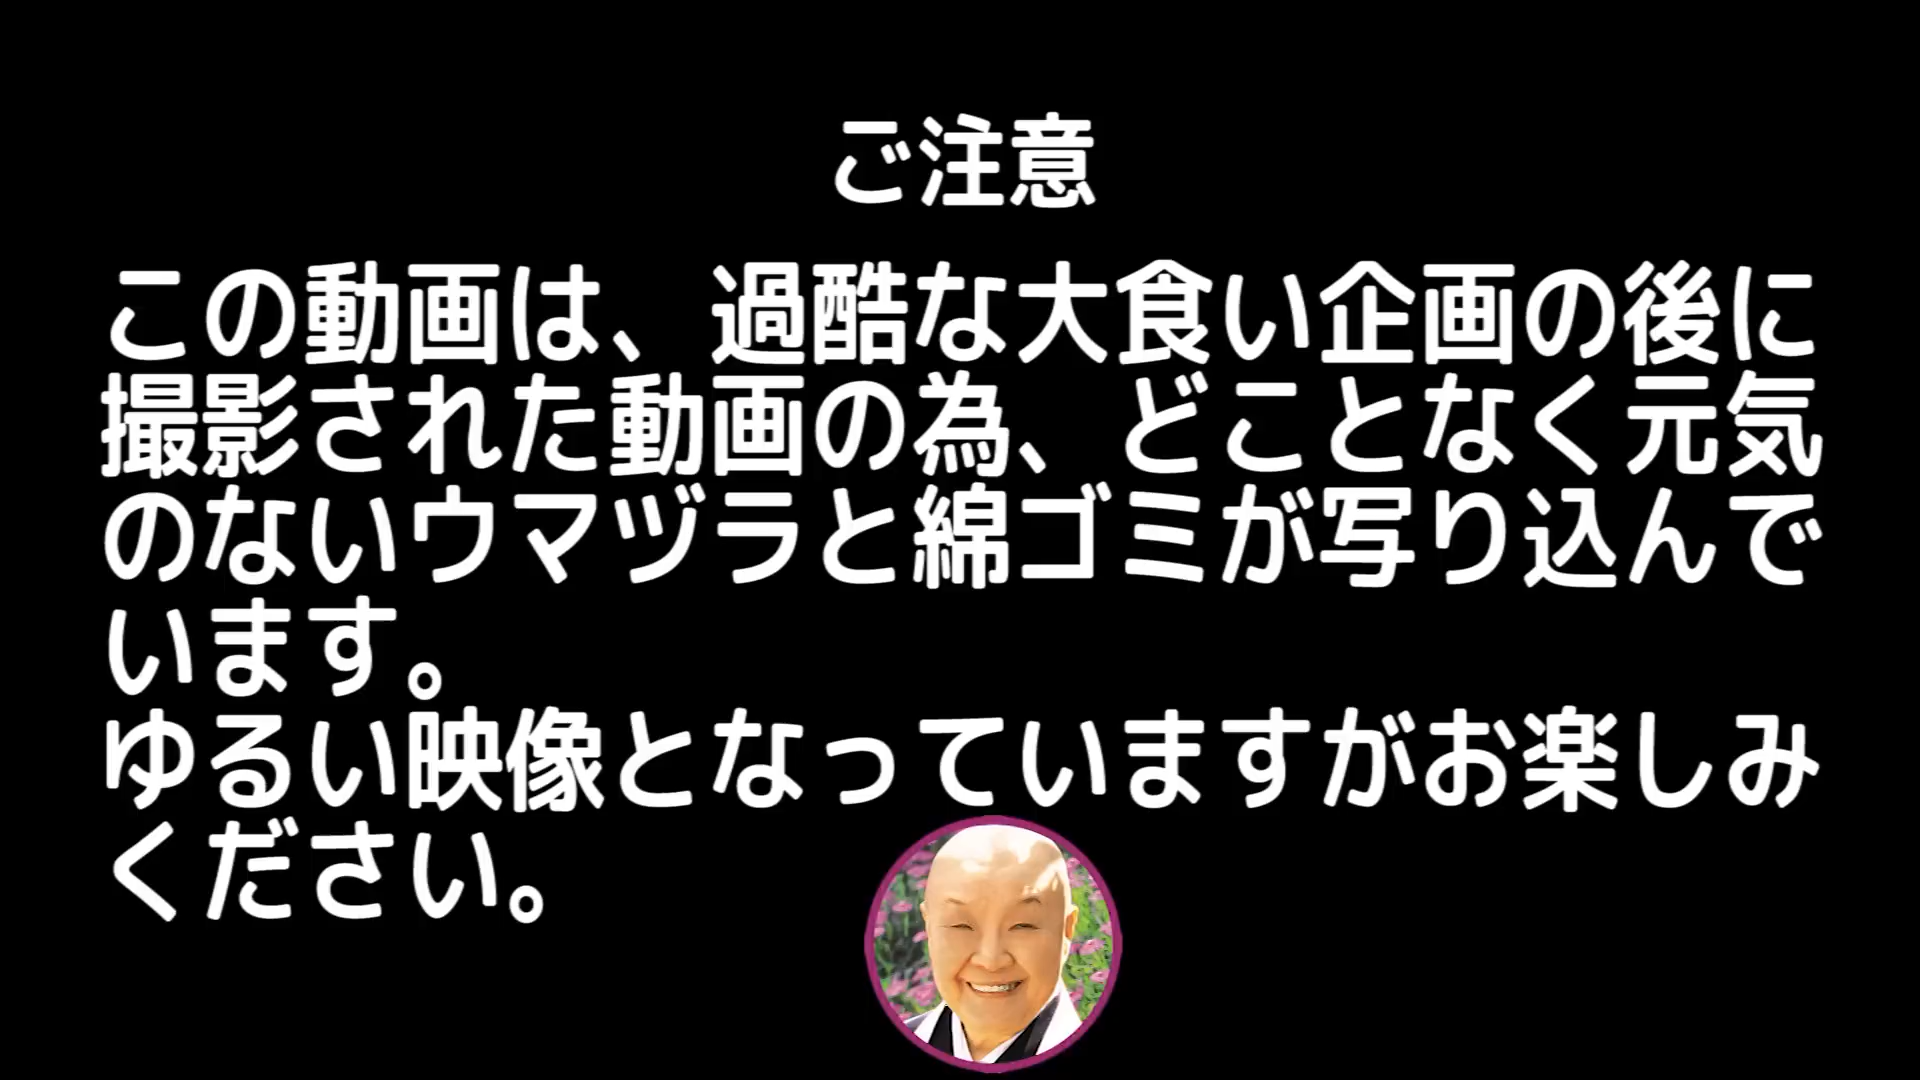 ご注意
この動画は、過酷な大食い企画の後に
撮影された動画の為、どことなく元気
のないウマヅラと綿ゴミが写り込んで
います。
ゆるい映像となっていますがお楽しみ
ください。